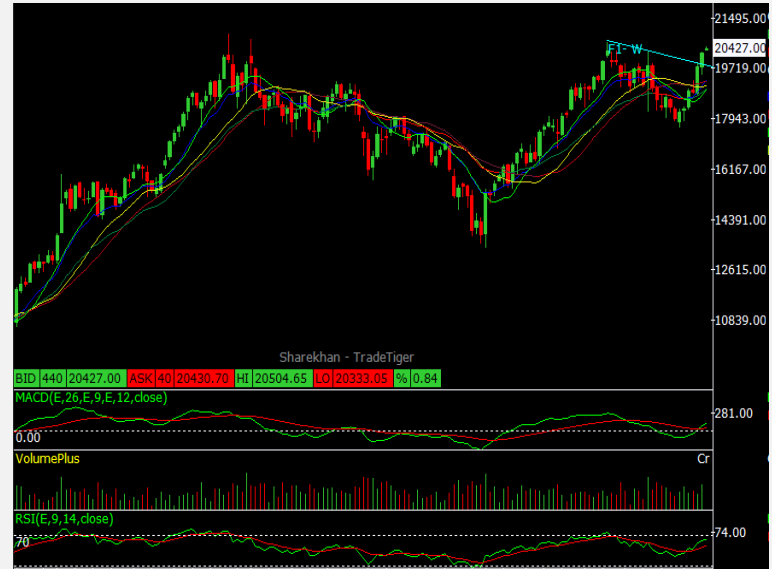 21495.00
F1- W
20427.00
19719.00
17943.00
16167.00
14391.00
12615.00
10839.00
Sharekhan - TradeTiger
BID 440 20427.00 ASK 40 20430.70 HI 20504.65 LO 20333.05 % 0.84
MACD(E,26,E,9,E,12,close)
281.00
0.00
VolumePlus Cr
RSI(E,9,14,close)
74.00
70